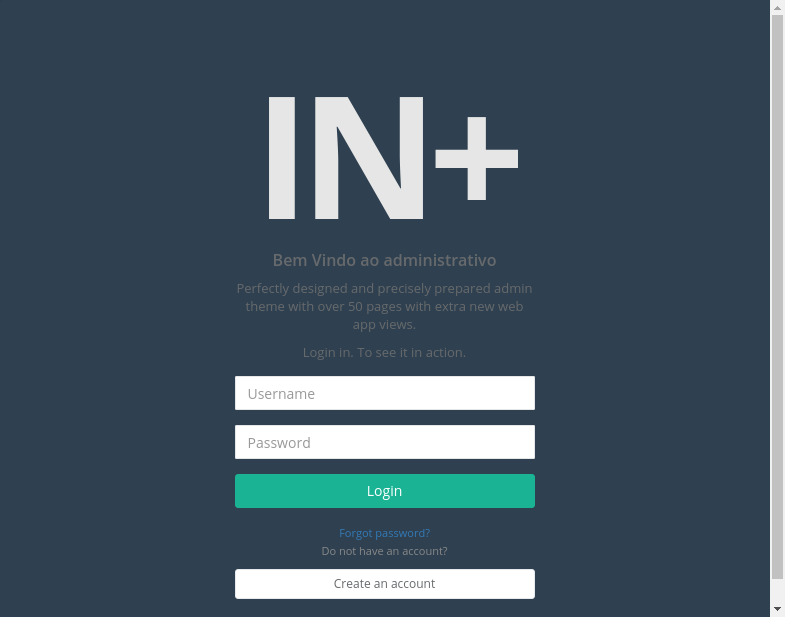 IN+
Bem Vindo ao administrativo
Perfectly designed and precisely prepared admin
theme with over 50 pages with extra new web
app views.
Login in. To see it in action.
Username
Password
Login
Forgot password?
Do not have an account?
Create an account